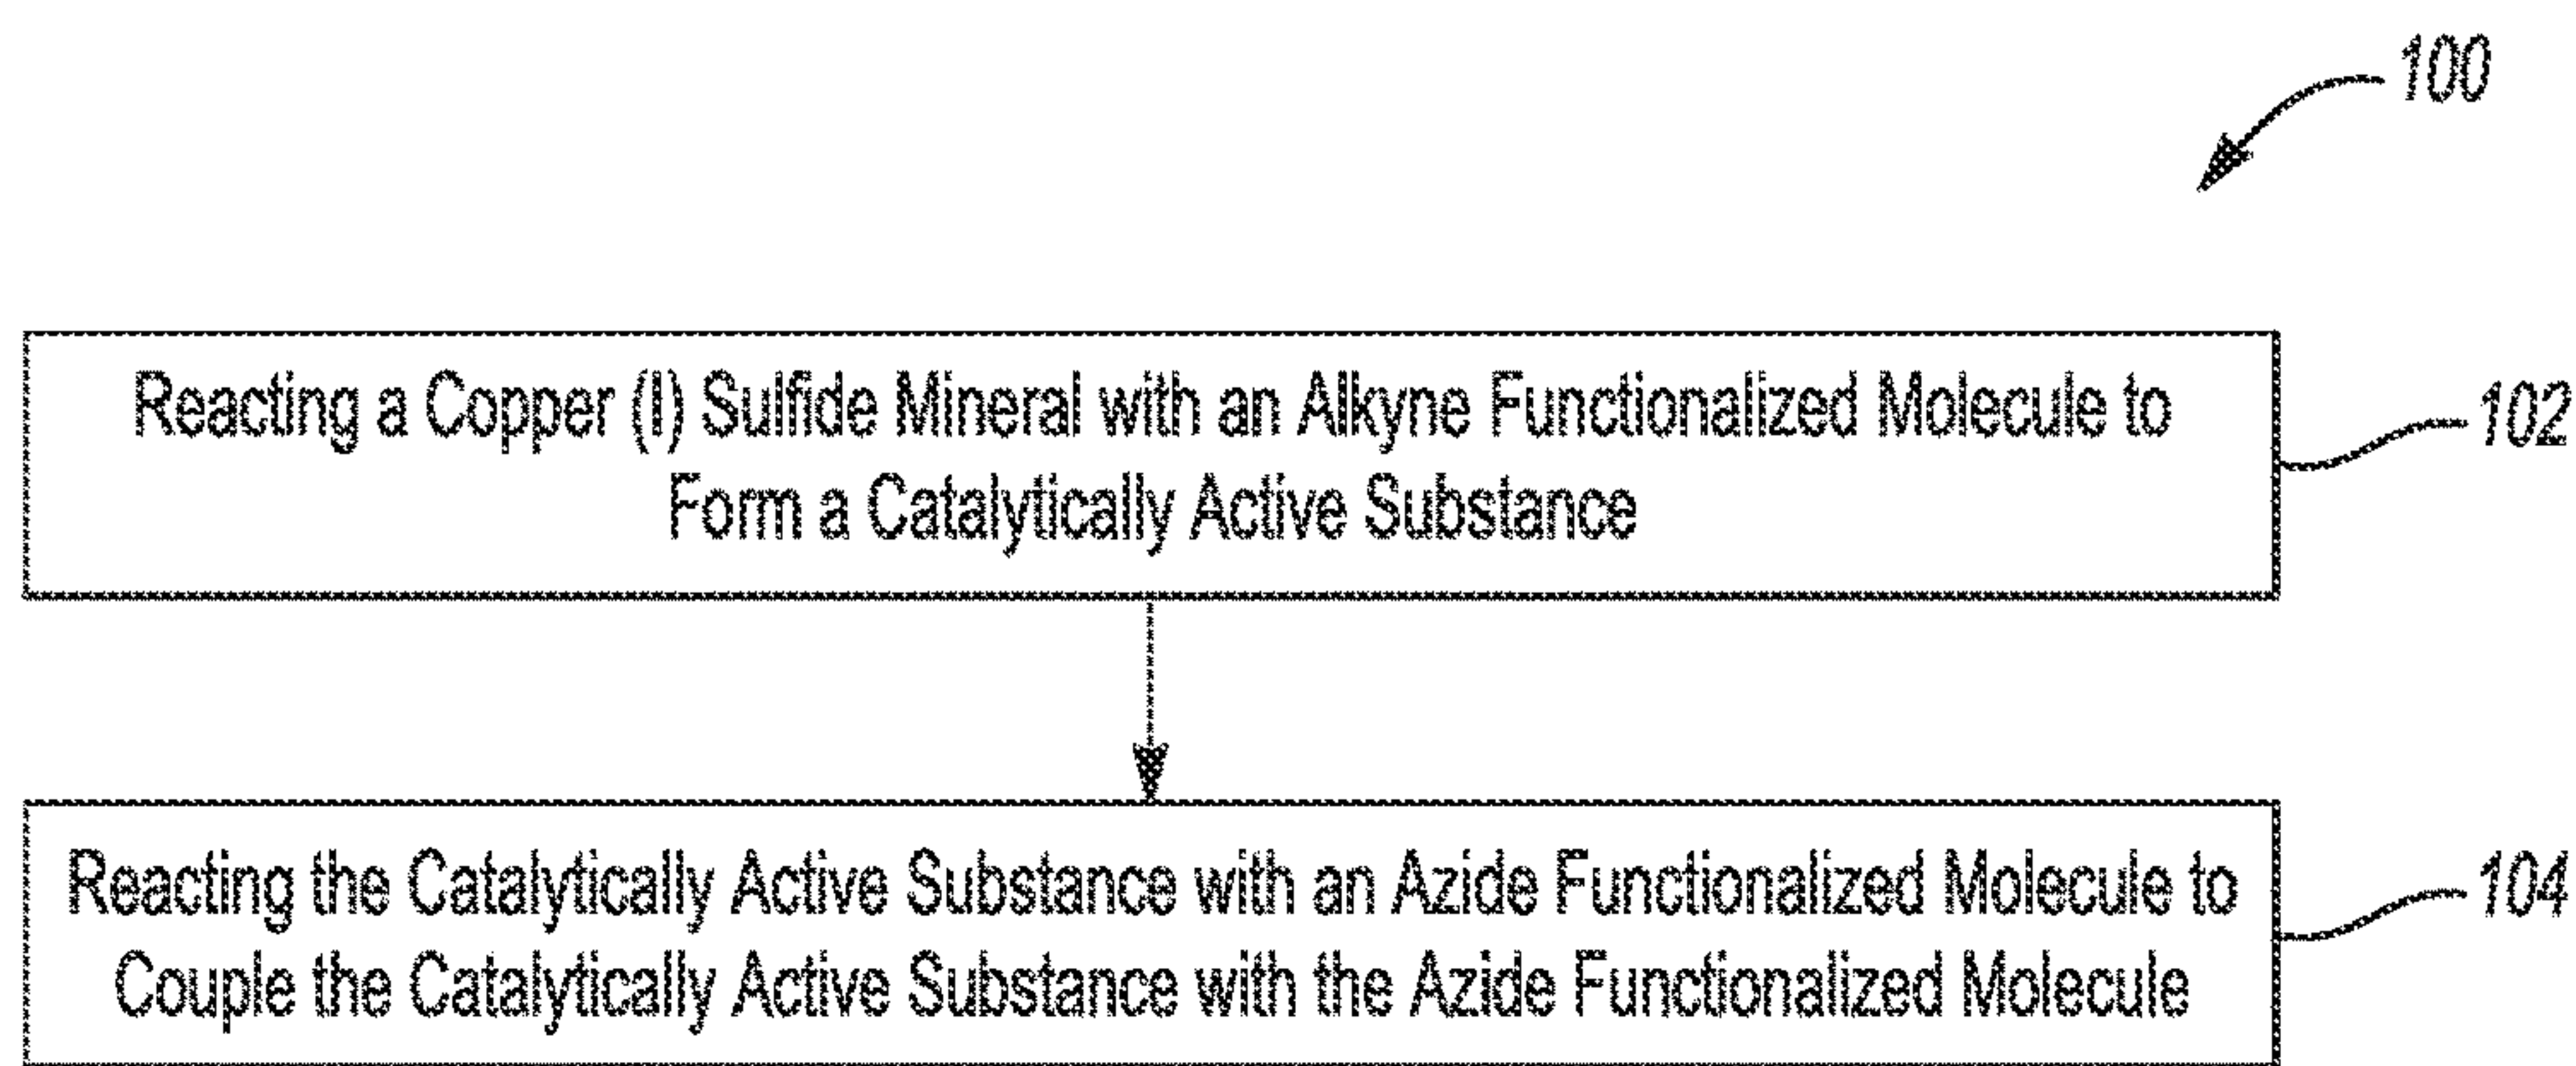 100
Reacting a Copper (I) Sulfide Mineral with an Alkyne Functionalized Molecule to
Form a Catalytically Active Substance
102
Reacting the Catalytically Active Substance with an Azide Functionalized Molecule to
Couple the Catalytically Active Substance with the Azide Functionalized Molecule
104